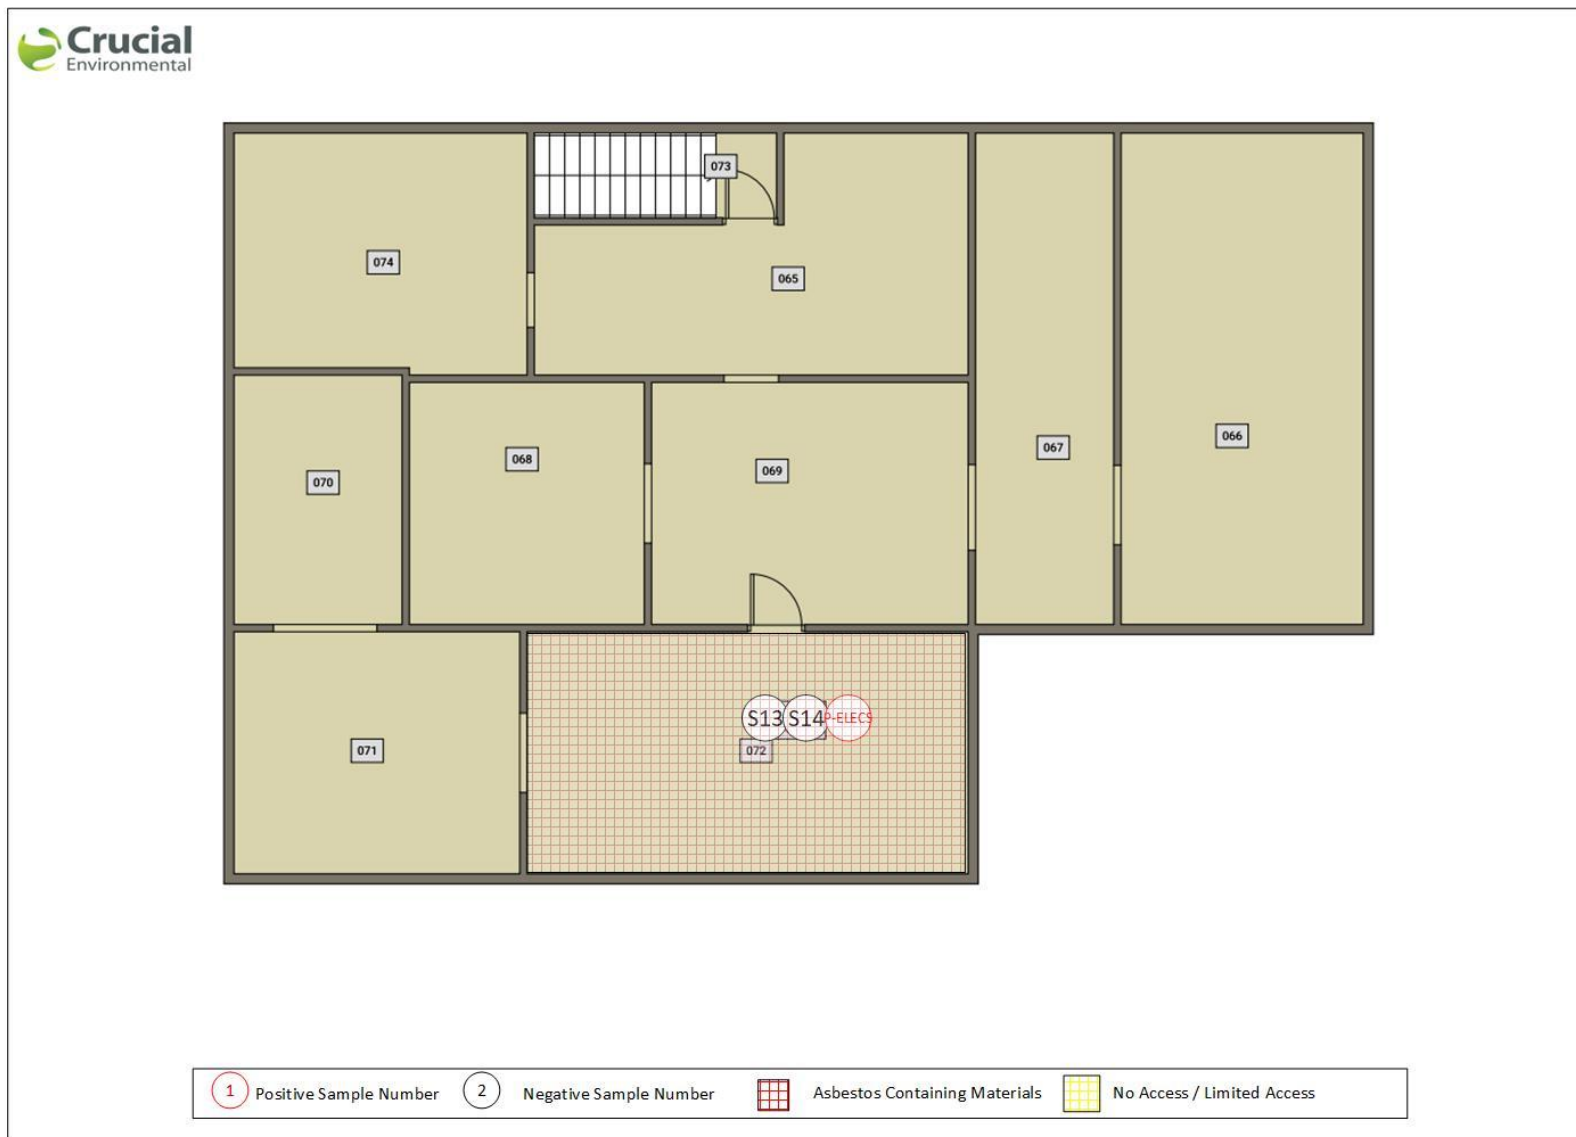 Crucial
Environmental
073
074
065
066
067
068
069
070
S13 S14 P-ELECS
071
072
1 Positive Sample Number 2 Negative Sample Number Asbestos Containing Materials No Access / Limited Access